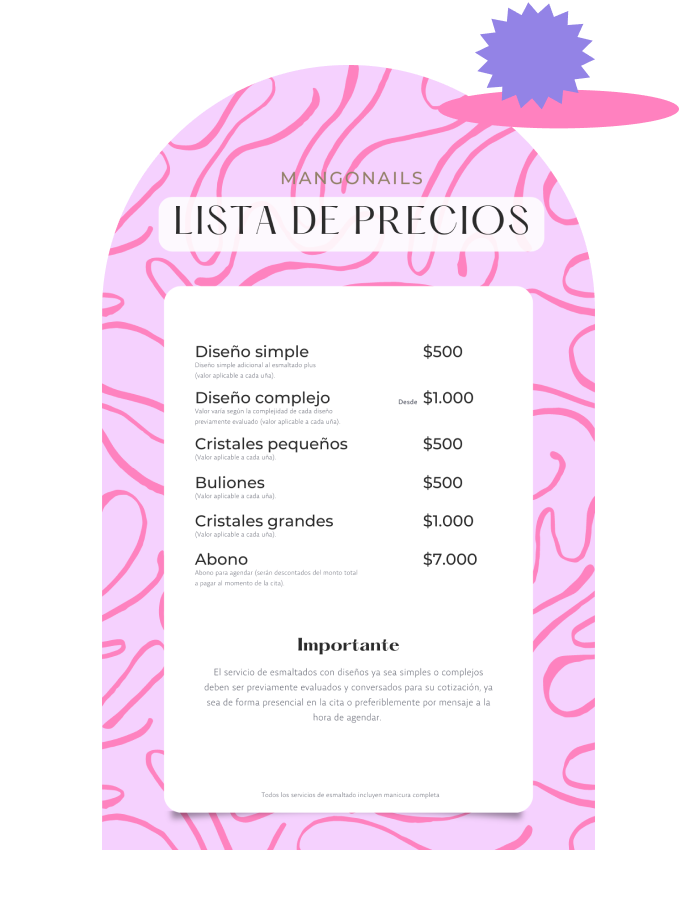 MANGONAILS
LISTA DE PRECIOS
Diseño simple $500
Diseño simple adicional al esmaltado plus
(valor aplicable a cada uña).
Diseño complejo Desde $1.000
Valor varía según la complejidad de cada diseño
previamente evaluado (valor aplicable a cada uña).
Cristales pequeños $500
(Valor aplicable a cada uña).
Buliones $500
(Valor aplicable a cada uña).
Cristales grandes $1.000
(Valor aplicable a cada uña).
Abono $7.000
Abono para agendar (serán descontados del monto total
a pagar al momento de la cita).
Importante
El servicio de esmaltados con diseños ya sea simples o complejos
deben ser previamente evaluados y conversados para su cotización, ya
sea de forma presencial en la cita o preferiblemente por mensaje a la
hora de agendar.
Todos los servicios de esmaltado incluyen manicura completa